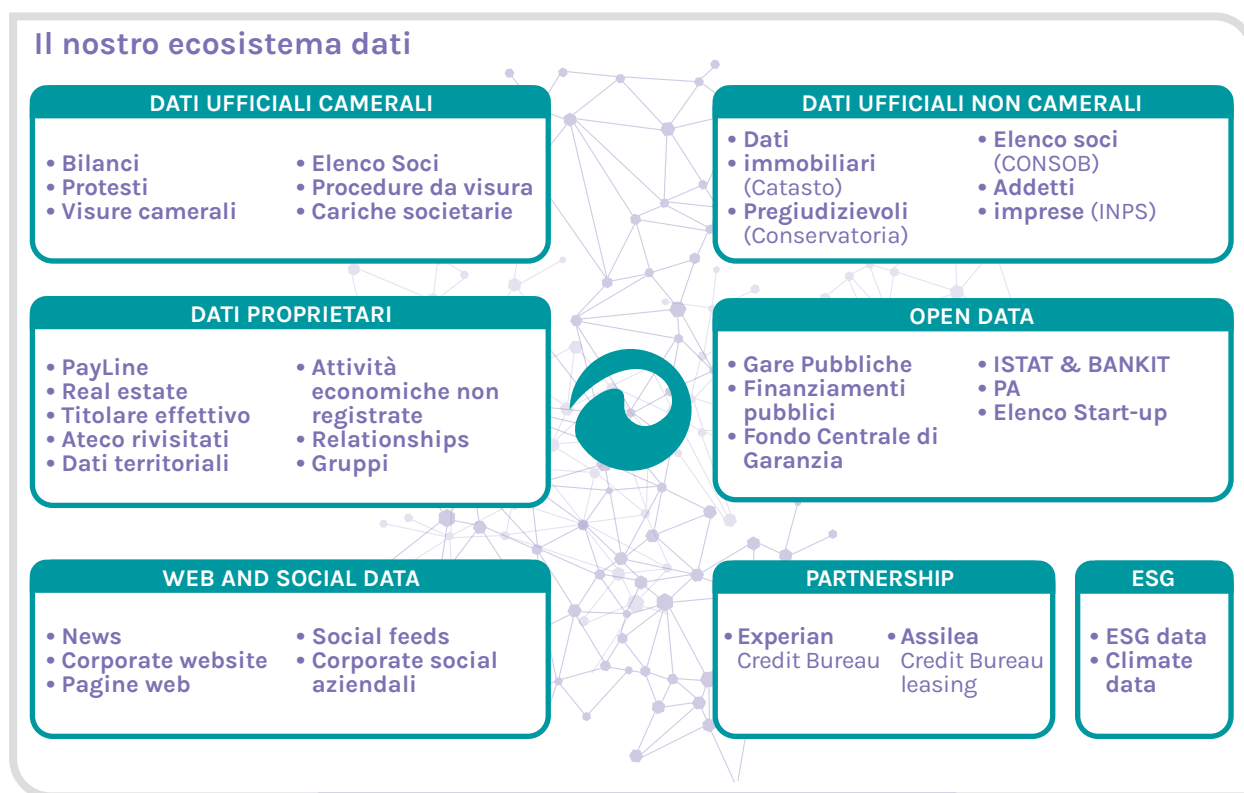 Il nostro ecosistema dati
DATI UFFICIALI CAMERALI
• Bilanci
• Protesti
• Visure camerali
• Elenco Soci
• Procedure da visura
• Cariche societarie
DATI UFFICIALI NON CAMERALI
• Dati
• immobiliari
(Catasto)
• Pregiudizievoli
(Conservatoria)
• Elenco soci
(CONSOB)
• Addetti
• imprese (INPS)
DATI PROPRIETARI
• PayLine
• Real estate
• Titolare effettivo
• Ateco rivisitati
• Dati territoriali
• Attività
economiche non
registrate
• Relationships
• Gruppi
OPEN DATA
• Gare Pubbliche
• Finanziamenti
pubblici
• Fondo Centrale di
Garanzia
• ISTAT & BANKIT
• PA
• Elenco Start-up
WEB AND SOCIAL DATA
• News
• Corporate website
• Pagine web
• Social feeds
• Corporate social
aziendali
PARTNERSHIP
• Experian
Credit Bureau
• Assilea
Credit Bureau
leasing
ESG
• ESG data
• Climate
data